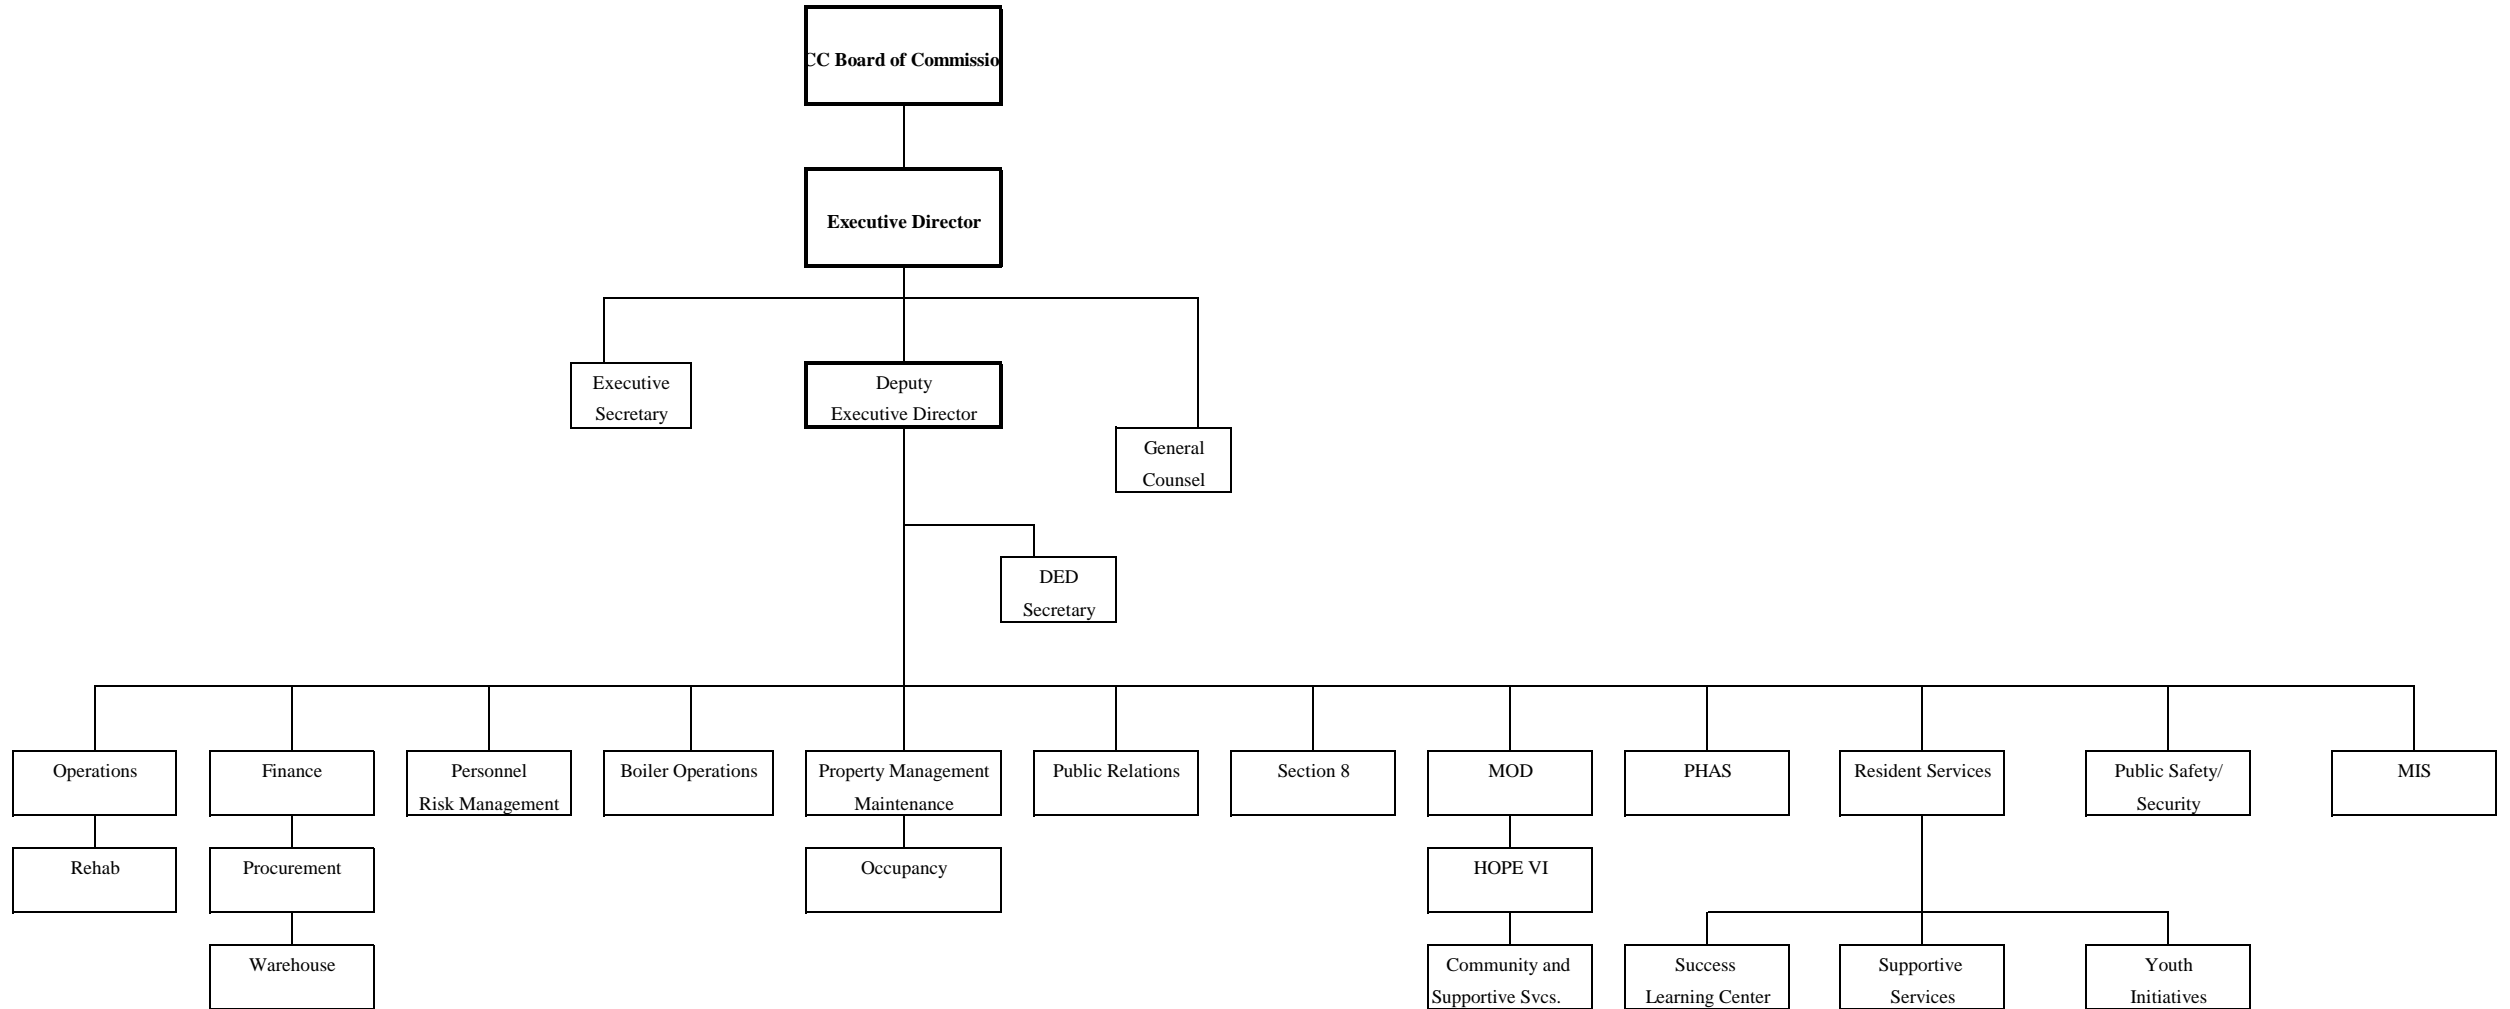 CC Board of Commissio
Executive Director
Executive
Secretary
Deputy
Executive Director
General
Counsel
DED
Secretary
Operations
Finance
Personnel
Risk Management
Boiler Operations
Property Management
Maintenance
Public Relations
Section 8
MOD
PHAS
Resident Services
Public Safety/
Security
MIS
Rehab
Procurement
Occupancy
HOPE VI
Warehouse
Community and
Supportive Svcs.
Success
Learning Center
Supportive
Services
Youth
Initiatives